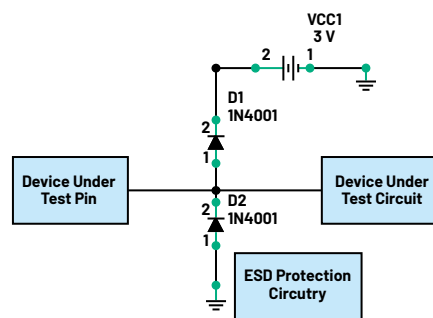 VCC1
3 V
2
1
D1
1N4001
2
1
Device Under
Test Pin
Device Under
Test Circuit
D2
1N4001
2
1
ESD Protection
Circutry